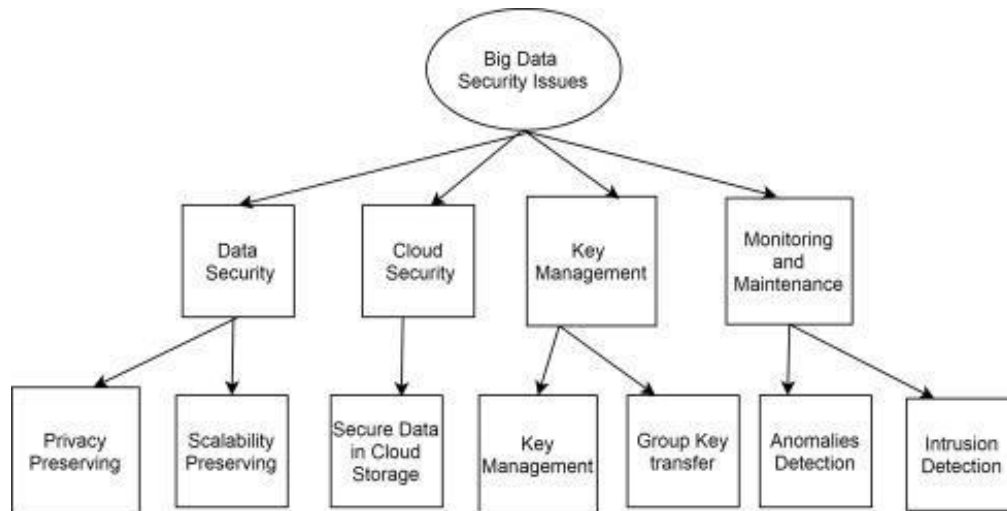 Big Data
Security Issues
Data
Security
Cloud
Security
Key
Management
Monitoring
and
Maintenance
Privacy
Preserving
Scalability
Preserving
Secure Data
in Cloud
Storage
Key
Management
Group Key
transfer
Anomalies
Detection
Intrusion
Detection